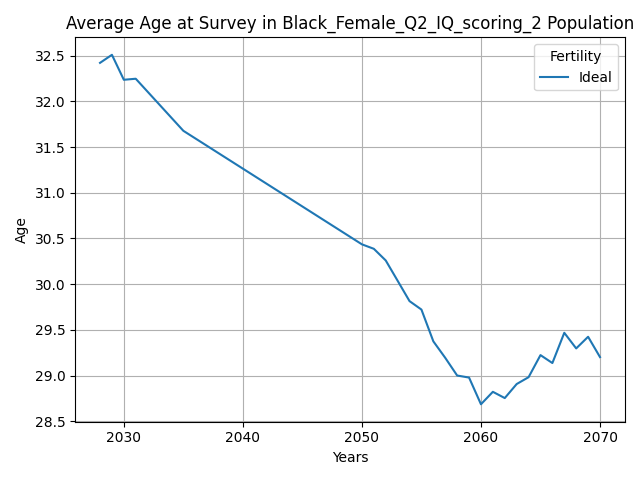 Average Age at Survey in Black_Female_Q2_IQ_scoring_2 Population
32.5
32.0
31.5
31.0
30.5
30.0
29.5
29.0
28.5
Age
Fertility
Ideal
2030 2040 2050 2060 2070
Years